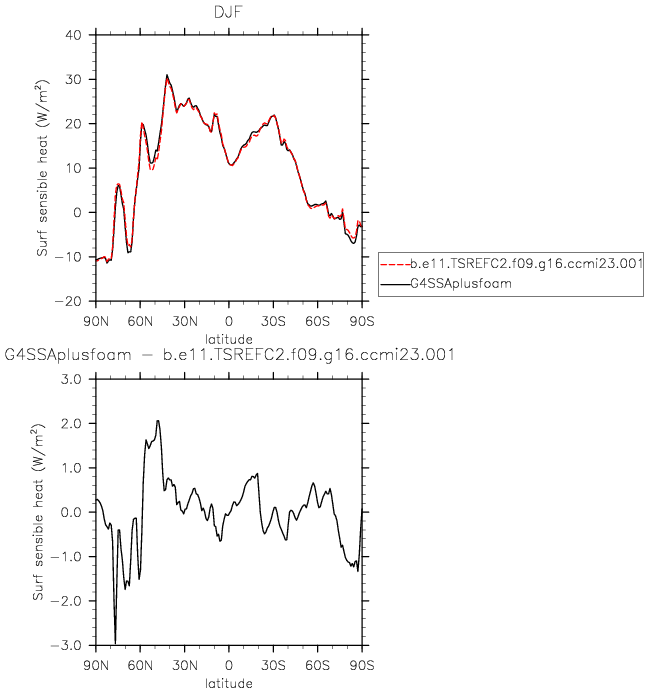 DJF
40
30
20
10
0
−10
−20
Surf sensible heat (W/m²)
90N 60N 30N 0 30S 60S 90S
latitude
b.e11.TSREFC2.f09.g16.ccmi23.001
G4SSAplusfoam
G4SSAplusfoam − b.e11.TSREFC2.f09.g16.ccmi23.001
3.0
2.0
1.0
0.0
−1.0
−2.0
−3.0
Surf sensible heat (W/m²)
90N 60N 30N 0 30S 60S 90S
latitude